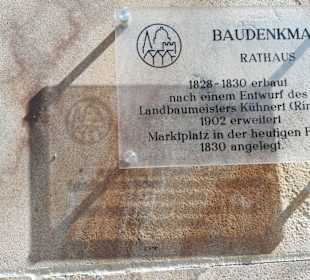 BAUDENKMA
RATHAUS
1828-1830 erbaut
nach einem Entwurf des
Landbaumeisters Kühnert (Rin
1902 erweitert
Marktplatz in der heutigen F
1830 angelegt.